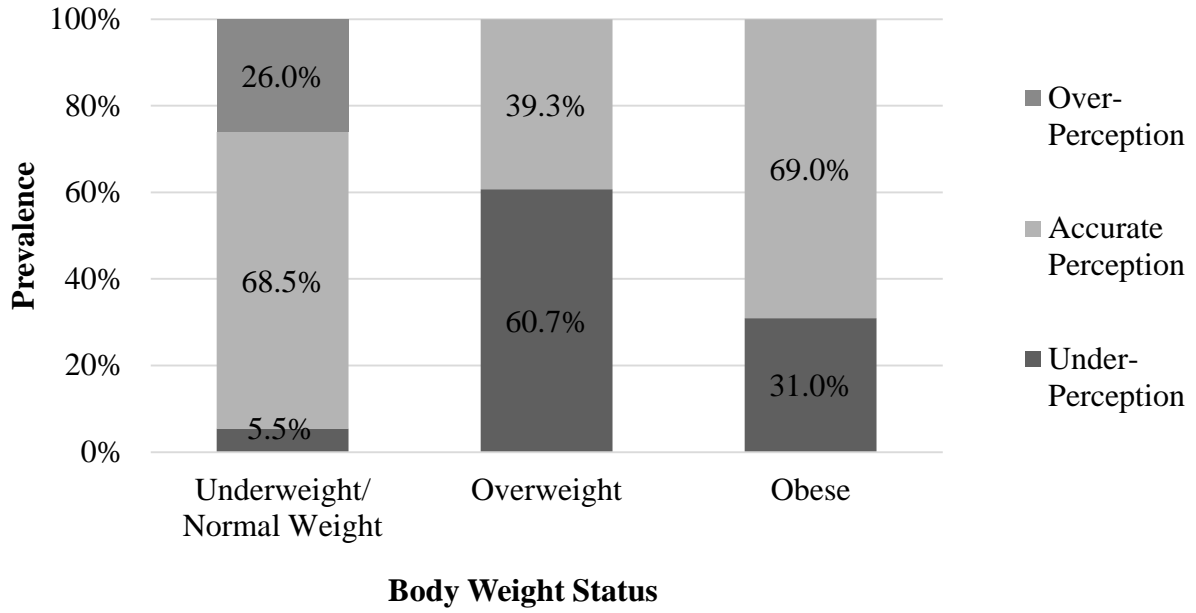 100%
80%
60%
40%
20%
0%
Prevalence
26.0%
68.5%
5.5%
39.3%
60.7%
69.0%
31.0%
Underweight/
Normal Weight
Overweight
Obese
Body Weight Status
Over-
Perception
Accurate
Perception
Under-
Perception